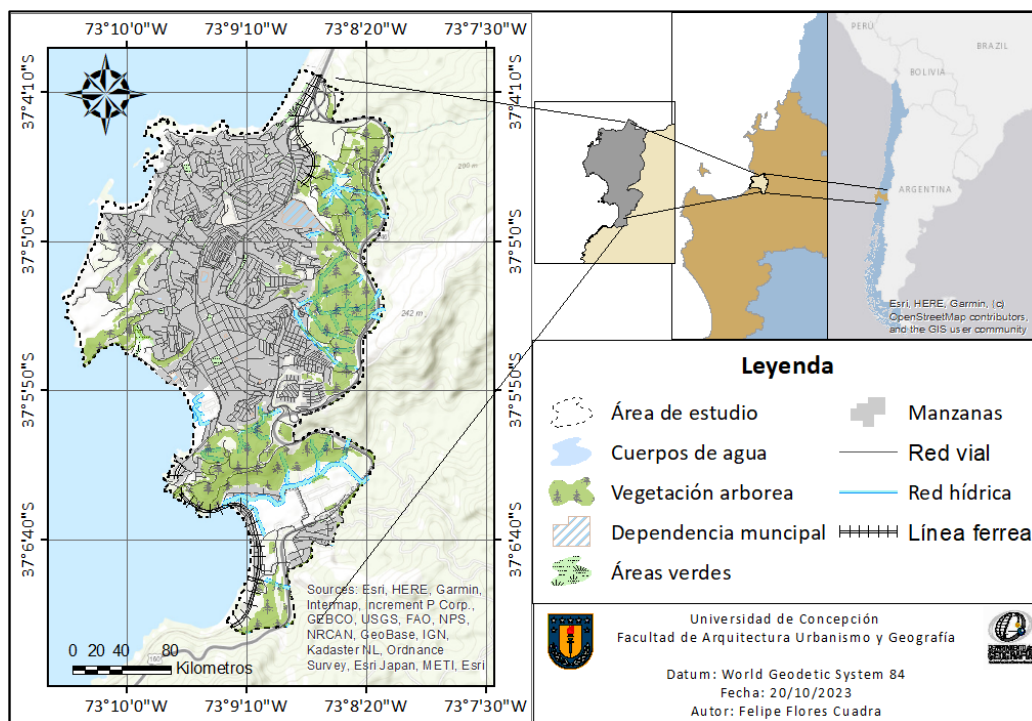 73°10'0"W 73°9'10"W 73°8'20"W 73°7'30"W
37°4'10"S
37°4'10"S
37°5'0"S
37°5'0"S
37°5'50"S
37°5'50"S
37°6'40"S
37°6'40"S
290 m
242 m
Sources: Esri, HERE, Garmin,
Intermap, increment P Corp.,
GEBCO, USGS, FAO, NPS,
NRCAN, GeoBase, IGN,
Kadaster NL, Ordnance
Survey, Esri Japan, METI, Esri
0 20 40 80
Kilometros
160
73°10'0"W 73°9'10"W 73°8'20"W 73°7'30"W
PERÚ
BRAZIL
BOLIVIA
ARGENTINA
Esri, HERE, Garmin, (c)
OpenStreetMap contributors,
and the GIS user community
Leyenda
Área de estudio
Cuerpos de agua
Vegetación arborea
Dependencia muncipal
Áreas verdes
Manzanas
Red vial
Red hídrica
Línea ferrea
Universidad de Concepción
Facultad de Arquitectura Urbanismo y Geografía
Datum: World Geodetic System 84
Fecha: 20/10/2023
Autor: Felipe Flores Cuadra